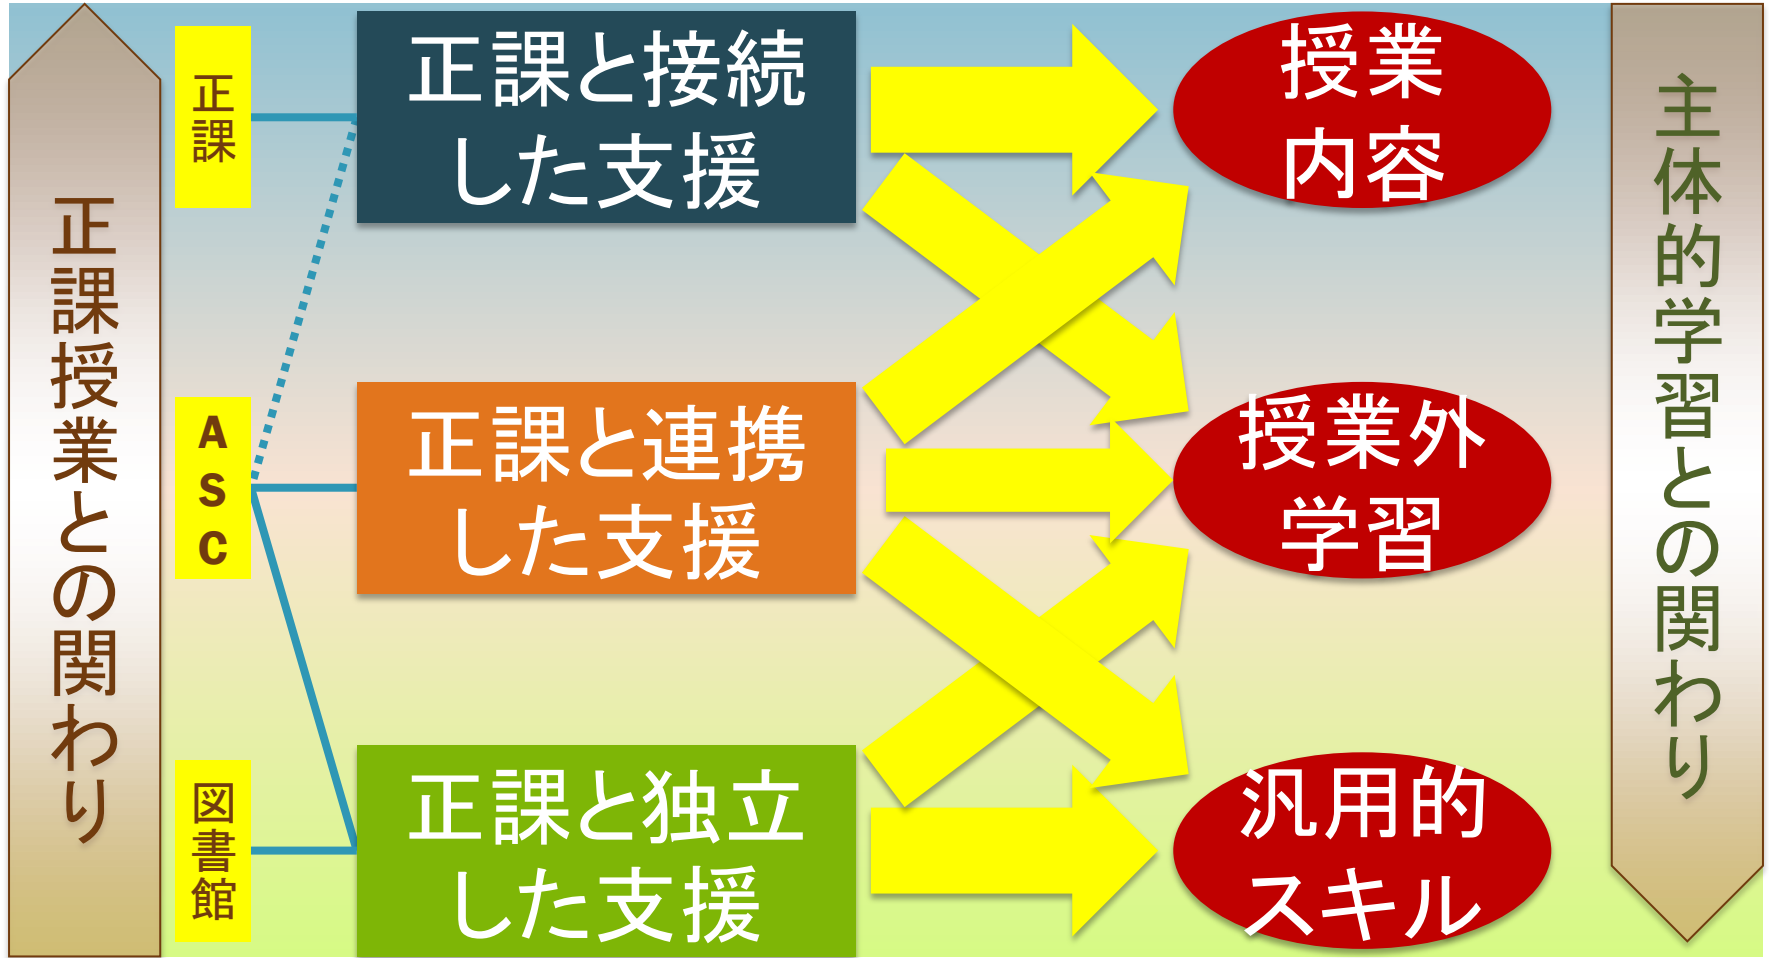 正課授業との関わり
正課
ASC
図書館
正課と接続
した支援
正課と連携
した支援
正課と独立
した支援
授業
内容
授業外
学習
汎用的
スキル
主体的学習との関わり